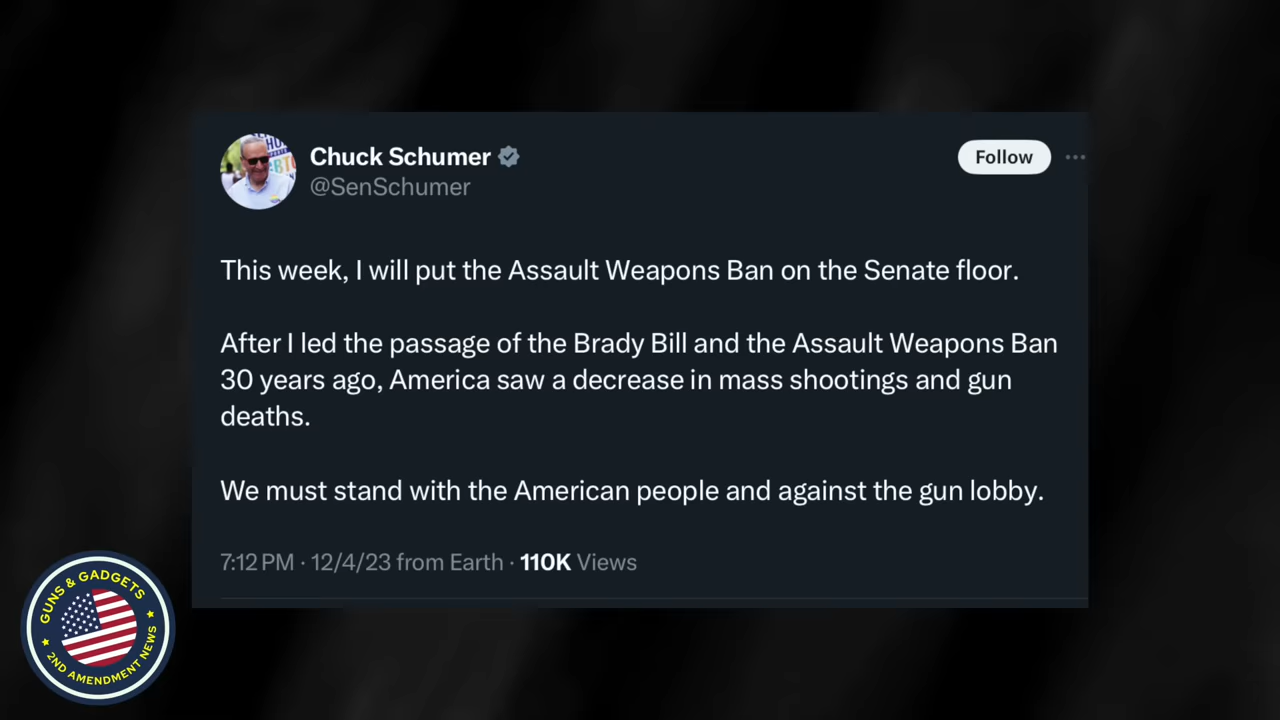 Chuck Schumer
@SenSchumer
Follow
This week, I will put the Assault Weapons Ban on the Senate floor.
After I led the passage of the Brady Bill and the Assault Weapons Ban
30 years ago, America saw a decrease in mass shootings and gun
deaths.
We must stand with the American people and against the gun lobby.
7:12 PM · 12/4/23 from Earth · 110K Views
GUNS & GADGETS
2ND AMENDMENT NEWS